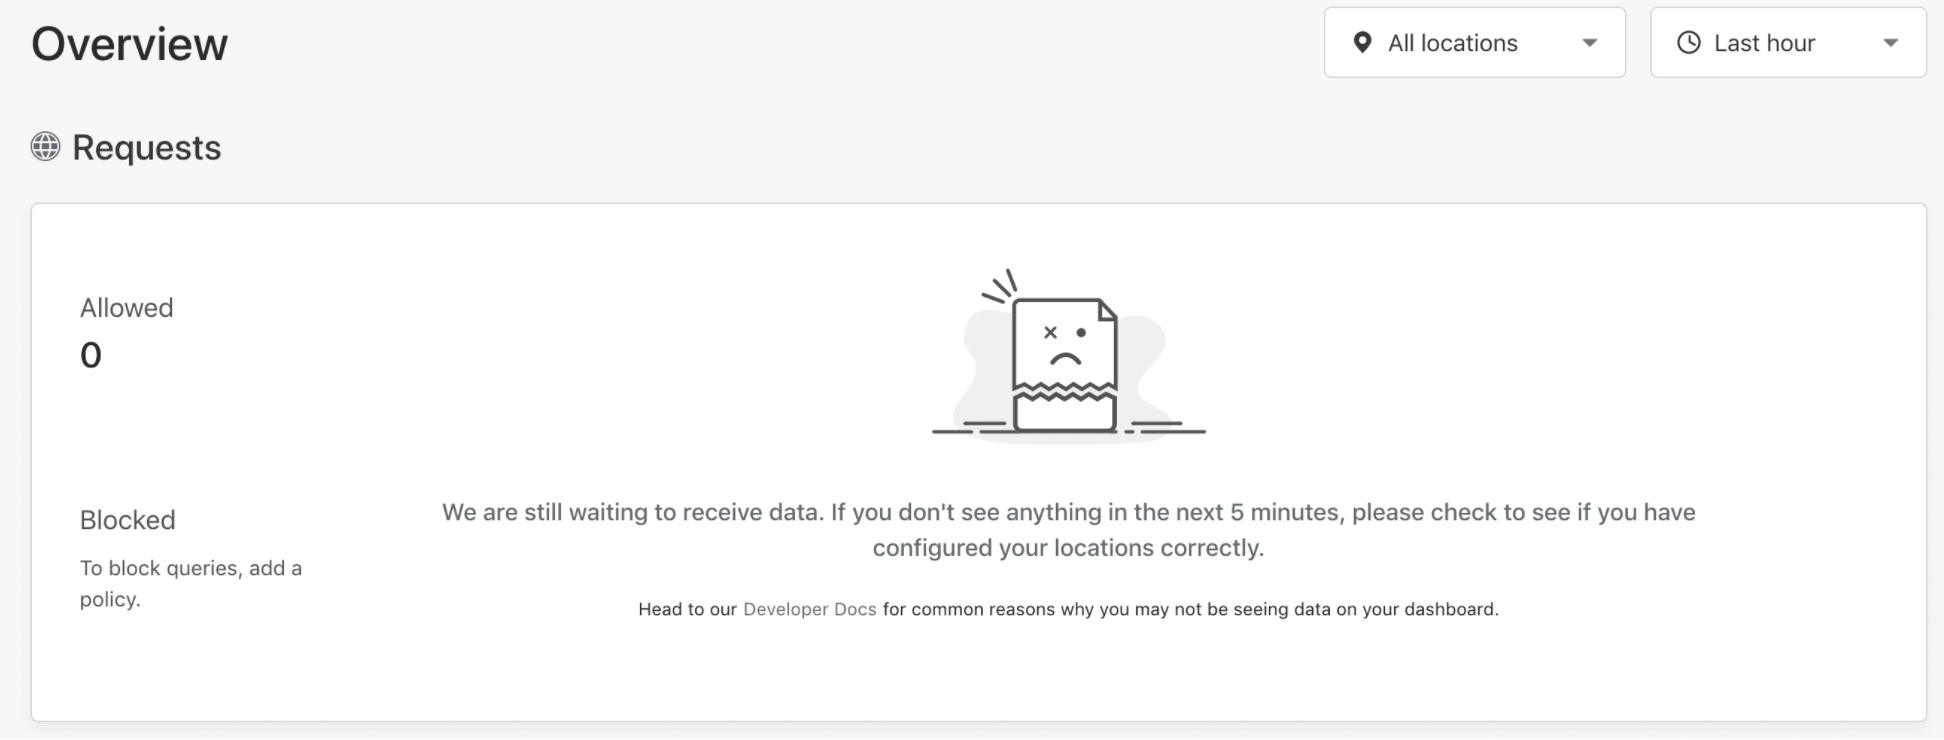 Overview
All locations
Last hour
Requests
Allowed
0
Blocked
To block queries, add a
policy.
We are still waiting to receive data. If you don't see anything in the next 5 minutes, please check to see if you have
configured your locations correctly.
Head to our Developer Docs for common reasons why you may not be seeing data on your dashboard.